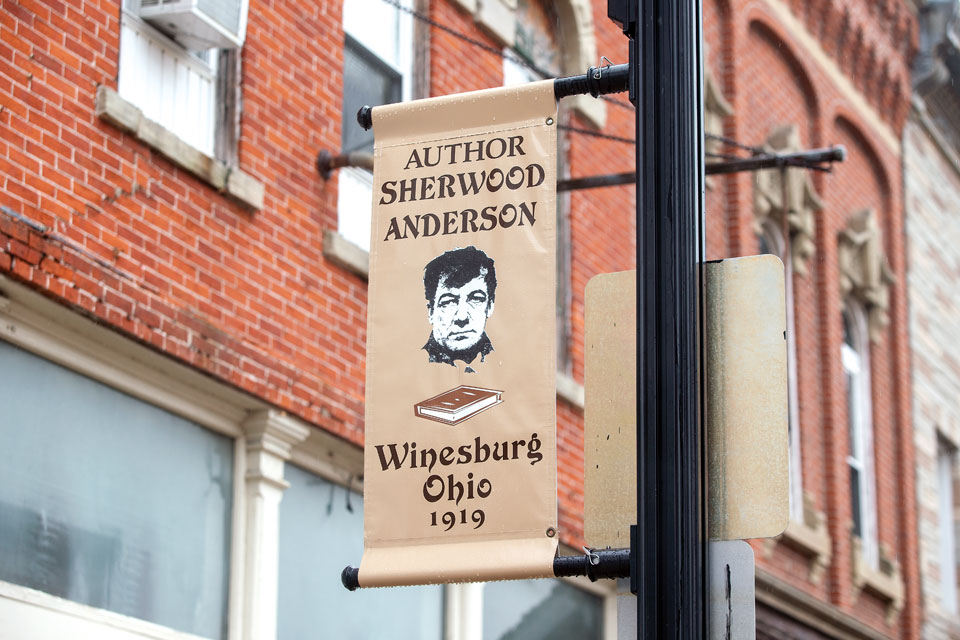 AUTHOR
SHERWOOD
ANDERSON
Winesburg
Ohio
1919